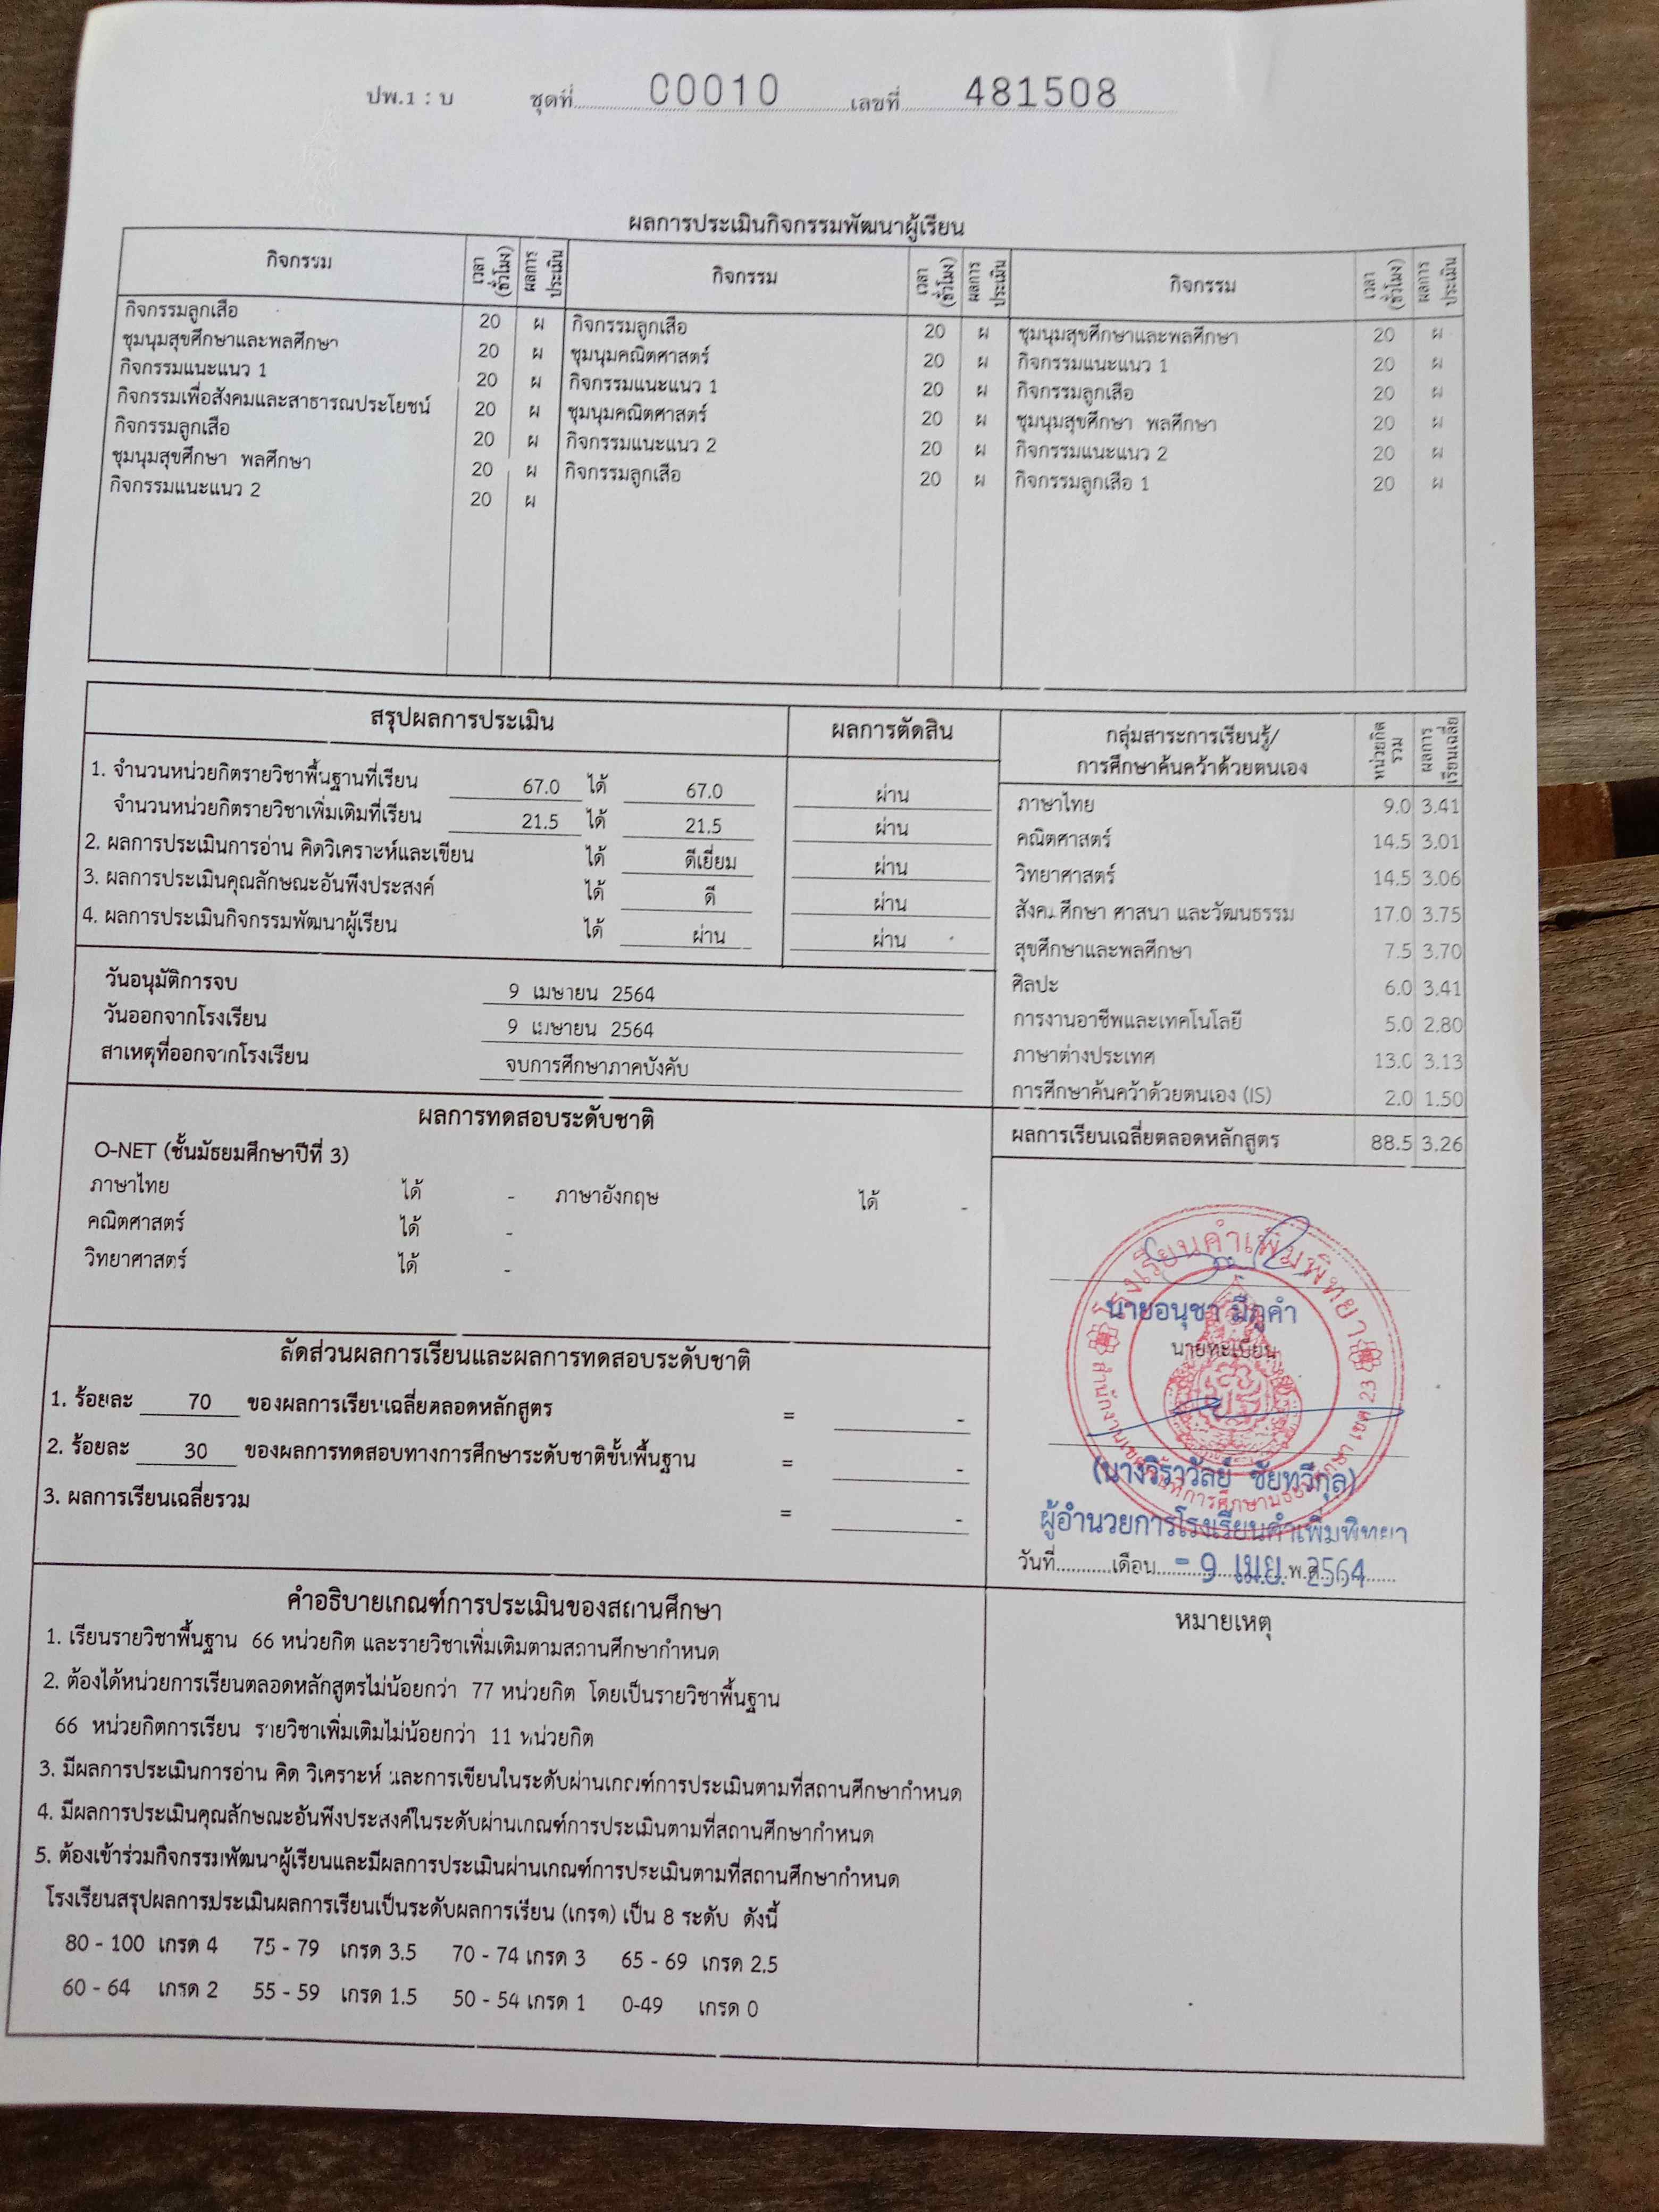 ปพ.1 : บ ชุดที่ 00010 เลขที่ 481508
ผลการประเมินกิจกรรมพัฒนาผู้เรียน
กิจกรรม เวลา (ชั่วโมง) ผลการประเมิน กิจกรรม เวลา (ชั่วโมง) ผลการประเมิน กิจกรรม เวลา (ชั่วโมง) ผลการประเมิน
กิจกรรมลูกเสือ 20 ผ กิจกรรมลูกเสือ 20 ผ ชุมนุมสุขศึกษาและพลศึกษา 20 ผ
ชุมนุมสุขศึกษาและพลศึกษา 20 ผ ชุมนุมคณิตศาสตร์ 20 ผ กิจกรรมแนะแนว 1 20 ผ
กิจกรรมแนะแนว 1 20 ผ กิจกรรมแนะแนว 1 20 ผ กิจกรรมลูกเสือ 20 ผ
กิจกรรมเพื่อสังคมและสาธารณประโยชน์ 20 ผ ชุมนุมคณิตศาสตร์ 20 ผ ชุมนุมสุขศึกษา พลศึกษา 20 ผ
กิจกรรมลูกเสือ 20 ผ กิจกรรมแนะแนว 2 20 ผ กิจกรรมแนะแนว 2 20 ผ
ชุมนุมสุขศึกษา พลศึกษา 20 ผ กิจกรรมลูกเสือ 20 ผ กิจกรรมลูกเสือ 1 20 ผ
กิจกรรมแนะแนว 2 20 ผ
สรุปผลการประเมิน ผลการตัดสิน
1. จำนวนหน่วยกิตรายวิชาพื้นฐานที่เรียน 67.0 ได้ 67.0 ผ่าน
จำนวนหน่วยกิตรายวิชาเพิ่มเติมที่เรียน 21.5 ได้ 21.5 ผ่าน
2. ผลการประเมินการอ่าน คิดวิเคราะห์และเขียน ได้ ดีเยี่ยม ผ่าน
3. ผลการประเมินคุณลักษณะอันพึงประสงค์ ได้ ดี ผ่าน
4. ผลการประเมินกิจกรรมพัฒนาผู้เรียน ได้ ผ่าน ผ่าน
วันอนุมัติการจบ 9 เมษายน 2564
วันออกจากโรงเรียน 9 เมษายน 2564
สาเหตุที่ออกจากโรงเรียน จบการศึกษาภาคบังคับ
กลุ่มสาระการเรียนรู้/
การศึกษาค้นคว้าด้วยตนเอง หน่วยกิตรวม ผลการเรียนเฉลี่ย
ภาษาไทย 9.0 3.41
คณิตศาสตร์ 14.5 3.01
วิทยาศาสตร์ 14.5 3.06
สังคมศึกษา ศาสนา และวัฒนธรรม 17.0 3.75
สุขศึกษาและพลศึกษา 7.5 3.70
ศิลปะ 6.0 3.41
การงานอาชีพและเทคโนโลยี 5.0 2.80
ภาษาต่างประเทศ 13.0 3.13
การศึกษาค้นคว้าด้วยตนเอง (IS) 2.0 1.50
ผลการเรียนเฉลี่ยตลอดหลักสูตร 88.5 3.26
ผลการทดสอบระดับชาติ
O-NET (ชั้นมัธยมศึกษาปีที่ 3)
ภาษาไทย ได้ - ภาษาอังกฤษ ได้ -
คณิตศาสตร์ ได้ -
วิทยาศาสตร์ ได้ -
สัดส่วนผลการเรียนและผลการทดสอบระดับชาติ
1. ร้อยละ 70 ของผลการเรียนเฉลี่ยตลอดหลักสูตร = -
2. ร้อยละ 30 ของผลการทดสอบทางการศึกษาระดับชาติขั้นพื้นฐาน = -
3. ผลการเรียนเฉลี่ยรวม = -
โรงเรียนคำเพิ่มพิทยา
สำนักงานเขตพื้นที่การศึกษามัธยมศึกษา เขต 23
นายอนุชา มีภูคำ
นายทะเบียน
(นางจิราวัลย์ ชัยทวีกุล)
ผู้อำนวยการโรงเรียนคำเพิ่มพิทยา
วันที่ เดือน - 9 เมย พ.ศ. 2564
คำอธิบายเกณฑ์การประเมินของสถานศึกษา
1. เรียนรายวิชาพื้นฐาน 66 หน่วยกิต และรายวิชาเพิ่มเติมตามสถานศึกษากำหนด
2. ต้องได้หน่วยการเรียนตลอดหลักสูตรไม่น้อยกว่า 77 หน่วยกิต โดยเป็นรายวิชาพื้นฐาน
66 หน่วยกิตการเรียน รายวิชาเพิ่มเติมไม่น้อยกว่า 11 หน่วยกิต
3. มีผลการประเมินการอ่าน คิด วิเคราะห์ และการเขียนในระดับผ่านเกณฑ์การประเมินตามที่สถานศึกษากำหนด
4. มีผลการประเมินคุณลักษณะอันพึงประสงค์ในระดับผ่านเกณฑ์การประเมินตามที่สถานศึกษากำหนด
5. ต้องเข้าร่วมกิจกรรมพัฒนาผู้เรียนและมีผลการประเมินผ่านเกณฑ์การประเมินตามที่สถานศึกษากำหนด
โรงเรียนสรุปผลการประเมินผลการเรียนเป็นระดับผลการเรียน (เกรด) เป็น 8 ระดับ ดังนี้
80 - 100 เกรด 4 75 - 79 เกรด 3.5 70 - 74 เกรด 3 65 - 69 เกรด 2.5
60 - 64 เกรด 2 55 - 59 เกรด 1.5 50 - 54 เกรด 1 0-49 เกรด 0
หมายเหตุ